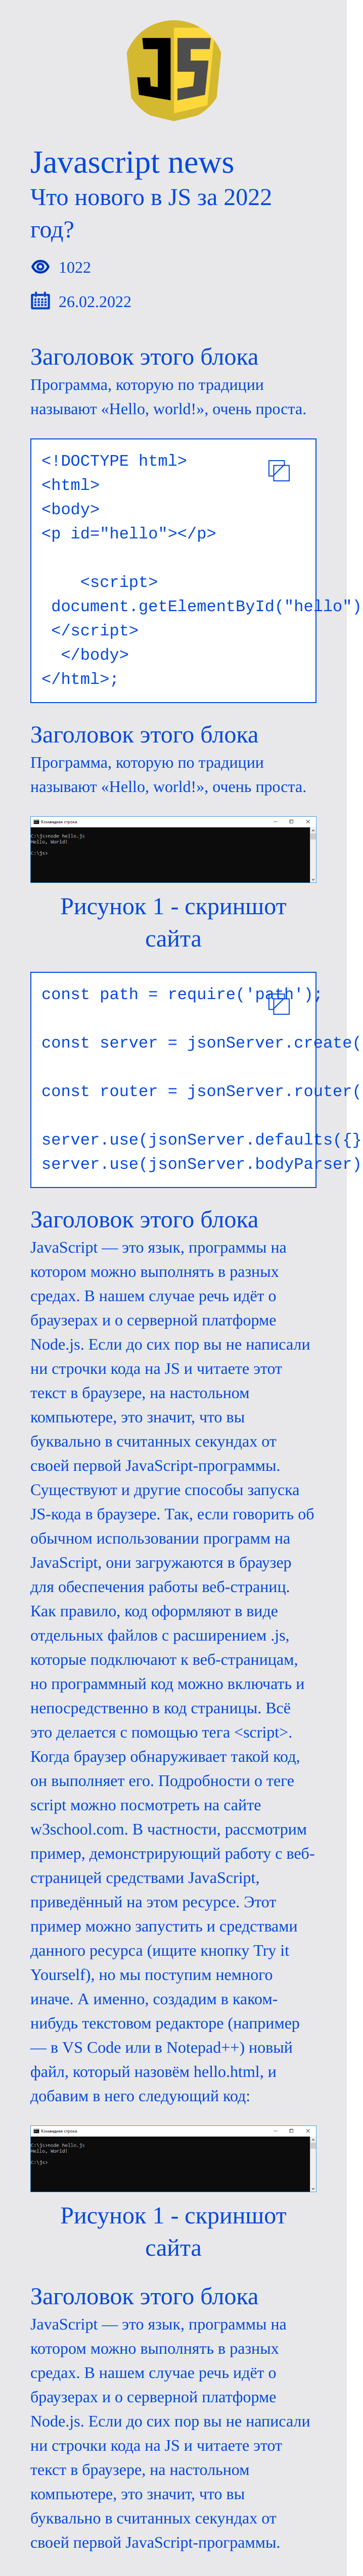 JS
Javascript news
Что нового в JS за 2022
год?
1022
26.02.2022
Заголовок этого блока
Программа, которую по традиции
называют «Hello, world!», очень проста.
<!DOCTYPE html>
<html>
<body>
<p id="hello"></p>
<script>
document.getElementById("hello")
</script>
</body>
</html>;
Заголовок этого блока
Программа, которую по традиции
называют «Hello, world!», очень проста.
Командная строка
C:\js>node hello.js
Hello, World!
C:\js>
Рисунок 1 - скриншот
сайта
const path = require('path');
const server = jsonServer.create(
const router = jsonServer.router(
server.use(jsonServer.defaults({}
server.use(jsonServer.bodyParser)
Заголовок этого блока
JavaScript — это язык, программы на
котором можно выполнять в разных
средах. В нашем случае речь идёт о
браузерах и о серверной платформе
Node.js. Если до сих пор вы не написали
ни строчки кода на JS и читаете этот
текст в браузере, на настольном
компьютере, это значит, что вы
буквально в считанных секундах от
своей первой JavaScript-программы.
Существуют и другие способы запуска
JS-кода в браузере. Так, если говорить об
обычном использовании программ на
JavaScript, они загружаются в браузер
для обеспечения работы веб-страниц.
Как правило, код оформляют в виде
отдельных файлов с расширением .js,
которые подключают к веб-страницам,
но программный код можно включать и
непосредственно в код страницы. Всё
это делается с помощью тега <script>.
Когда браузер обнаруживает такой код,
он выполняет его. Подробности о теге
script можно посмотреть на сайте
w3school.com. В частности, рассмотрим
пример, демонстрирующий работу с веб-
страницей средствами JavaScript,
приведённый на этом ресурсе. Этот
пример можно запустить и средствами
данного ресурса (ищите кнопку Try it
Yourself), но мы поступим немного
иначе. А именно, создадим в каком-
нибудь текстовом редакторе (например
— в VS Code или в Notepad++) новый
файл, который назовём hello.html, и
добавим в него следующий код:
Командная строка
C:\js>node hello.js
Hello, World!
C:\js>
Рисунок 1 - скриншот
сайта
Заголовок этого блока
JavaScript — это язык, программы на
котором можно выполнять в разных
средах. В нашем случае речь идёт о
браузерах и о серверной платформе
Node.js. Если до сих пор вы не написали
ни строчки кода на JS и читаете этот
текст в браузере, на настольном
компьютере, это значит, что вы
буквально в считанных секундах от
своей первой JavaScript-программы.